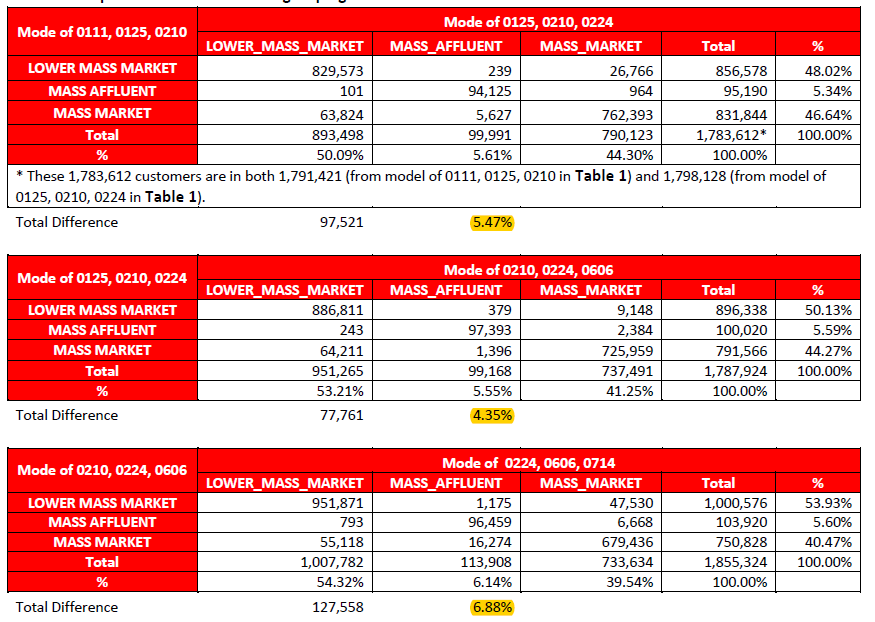 Mode of 0111, 0125, 0210 Mode of 0125, 0210, 0224
LOWER_MASS_MARKET MASS_AFFLUENT MASS_MARKET Total %
LOWER MASS MARKET 829,573 239 26,766 856,578 48.02%
MASS AFFLUENT 101 94,125 964 95,190 5.34%
MASS MARKET 63,824 5,627 762,393 831,844 46.64%
Total 893,498 99,991 790,123 1,783,612* 100.00%
% 50.09% 5.61% 44.30% 100.00%
* These 1,783,612 customers are in both 1,791,421 (from model of 0111, 0125, 0210 in Table 1) and 1,798,128 (from model of
0125, 0210, 0224 in Table 1).
Total Difference 97,521 5.47%
Mode of 0125, 0210, 0224 Mode of 0210, 0224, 0606
LOWER_MASS_MARKET MASS_AFFLUENT MASS_MARKET Total %
LOWER MASS MARKET 886,811 379 9,148 896,338 50.13%
MASS AFFLUENT 243 97,393 2,384 100,020 5.59%
MASS MARKET 64,211 1,396 725,959 791,566 44.27%
Total 951,265 99,168 737,491 1,787,924 100.00%
% 53.21% 5.55% 41.25% 100.00%
Total Difference 77,761 4.35%
Mode of 0210, 0224, 0606 Mode of 0224, 0606, 0714
LOWER_MASS_MARKET MASS_AFFLUENT MASS_MARKET Total %
LOWER MASS MARKET 951,871 1,175 47,530 1,000,576 53.93%
MASS AFFLUENT 793 96,459 6,668 103,920 5.60%
MASS MARKET 55,118 16,274 679,436 750,828 40.47%
Total 1,007,782 113,908 733,634 1,855,324 100.00%
% 54.32% 6.14% 39.54% 100.00%
Total Difference 127,558 6.88%